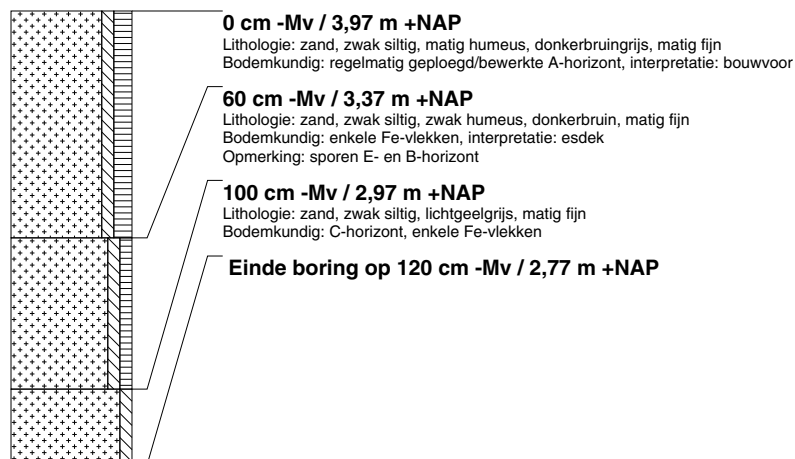 0 cm -Mv / 3,97 m +NAP
Lithologie: zand, zwak siltig, matig humeus, donkerbruingrijs, matig fijn
Bodemkundig: regelmatig geploegd/bewerkte A-horizont, interpretatie: bouwvoor
60 cm -Mv / 3,37 m +NAP
Lithologie: zand, zwak siltig, zwak humeus, donkerbruin, matig fijn
Bodemkundig: enkele Fe-vlekken, interpretatie: esdek
Opmerking: sporen E- en B-horizont
100 cm -Mv / 2,97 m +NAP
Lithologie: zand, zwak siltig, lichtgeelgrijs, matig fijn
Bodemkundig: C-horizont, enkele Fe-vlekken
Einde boring op 120 cm -Mv / 2,77 m +NAP